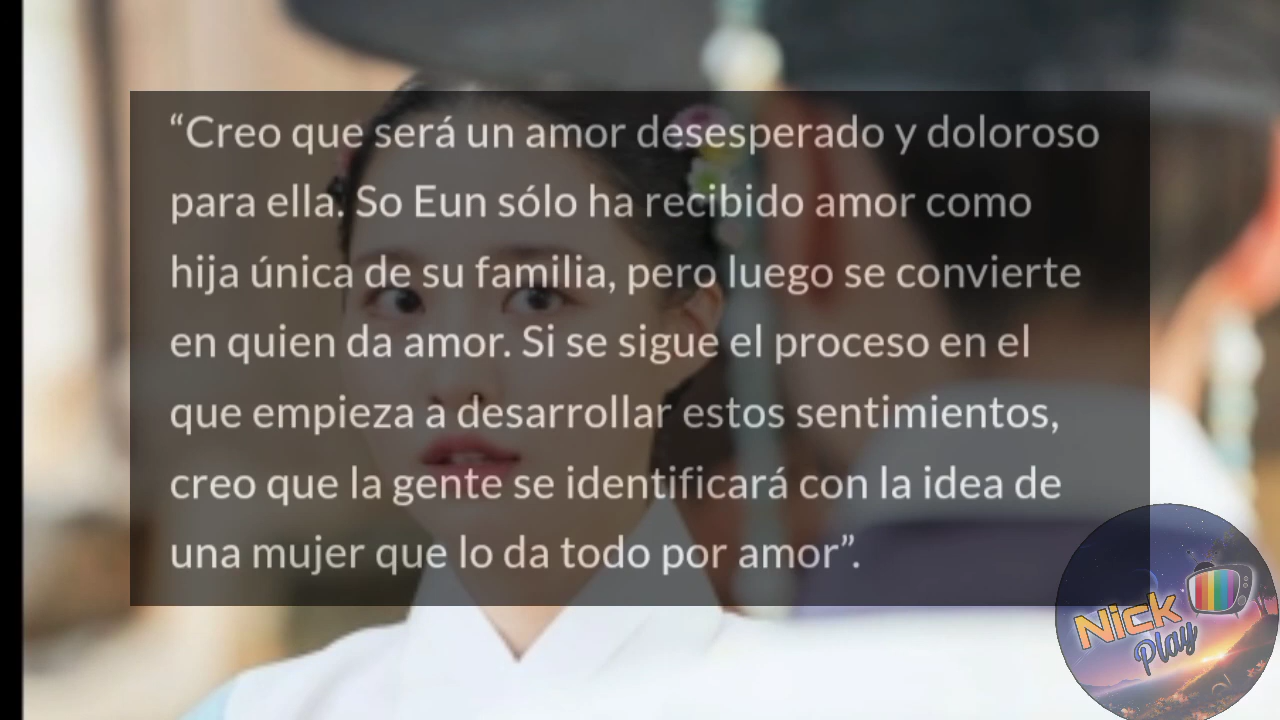 “Creo que será un amor desesperado y doloroso
para ella. So Eun sólo ha recibido amor como
hija única de su familia, pero luego se convierte
en quien da amor. Si se sigue el proceso en el
que empieza a desarrollar estos sentimientos,
creo que la gente se identificará con la idea de
una mujer que lo da todo por amor”.
Nick
Play